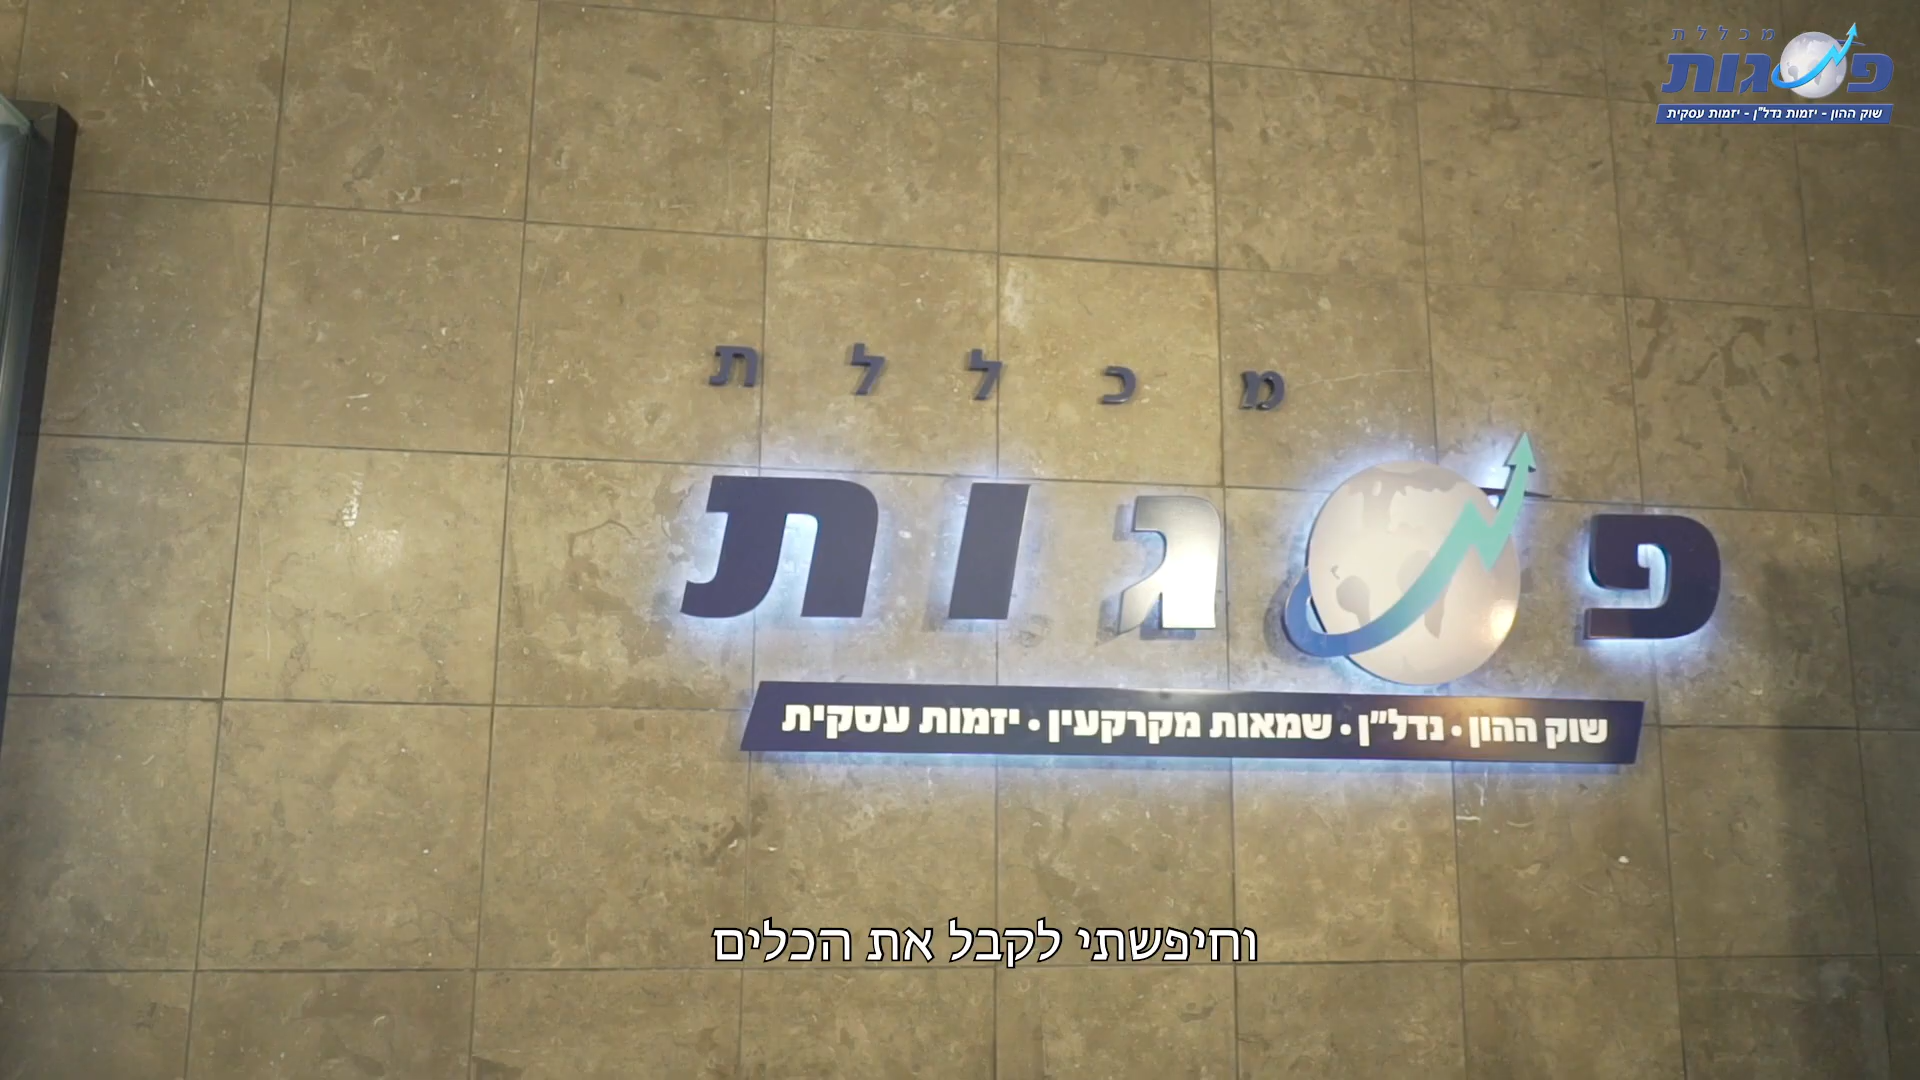 מכללת
פסגות
שוק ההון - יזמות נדל"ן - יזמות עסקית
מכללת
פסגות
שוק ההון • נדל"ן • שמאות מקרקעין • יזמות עסקית
וחיפשתי לקבל את הכלים